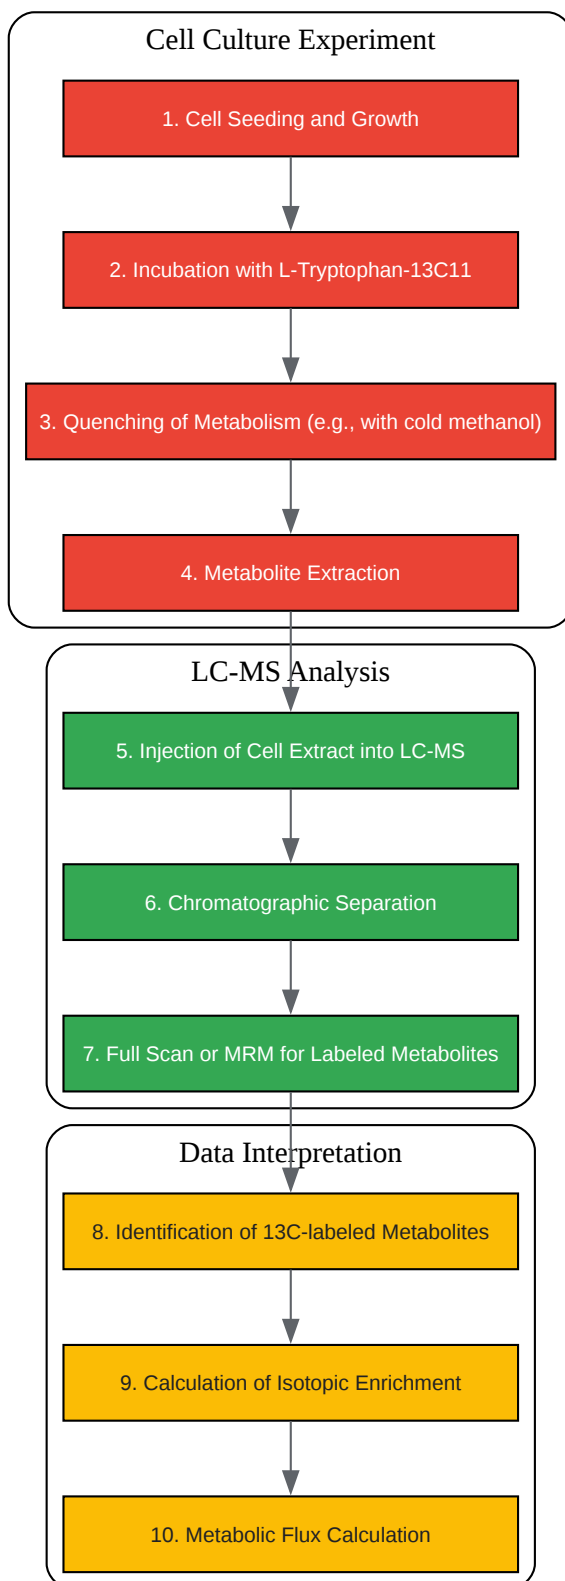 Cell Culture Experiment
1. Cell Seeding and Growth
2. Incubation with L-Tryptophan-13C11
3. Quenching of Metabolism (e.g., with cold methanol)
4. Metabolite Extraction
LC-MS Analysis
5. Injection of Cell Extract into LC-MS
6. Chromatographic Separation
7. Full Scan or MRM for Labeled Metabolites
Data Interpretation
8. Identification of 13C-labeled Metabolites
9. Calculation of Isotopic Enrichment
10. Metabolic Flux Calculation